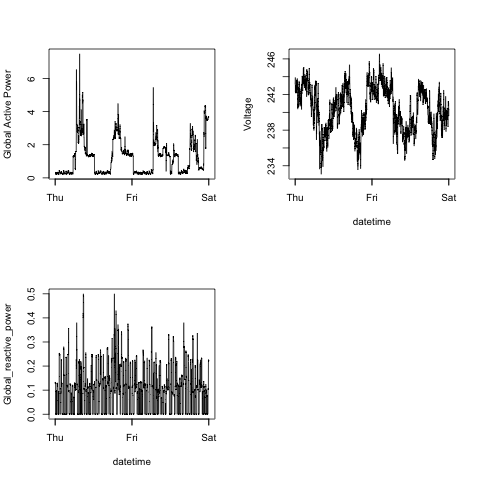 Global Active Power
6
4
2
0
Thu Fri Sat
Voltage
246
242
238
234
Thu Fri Sat
datetime
Global_reactive_power
0.5
0.4
0.3
0.2
0.1
0.0
Thu Fri Sat
datetime